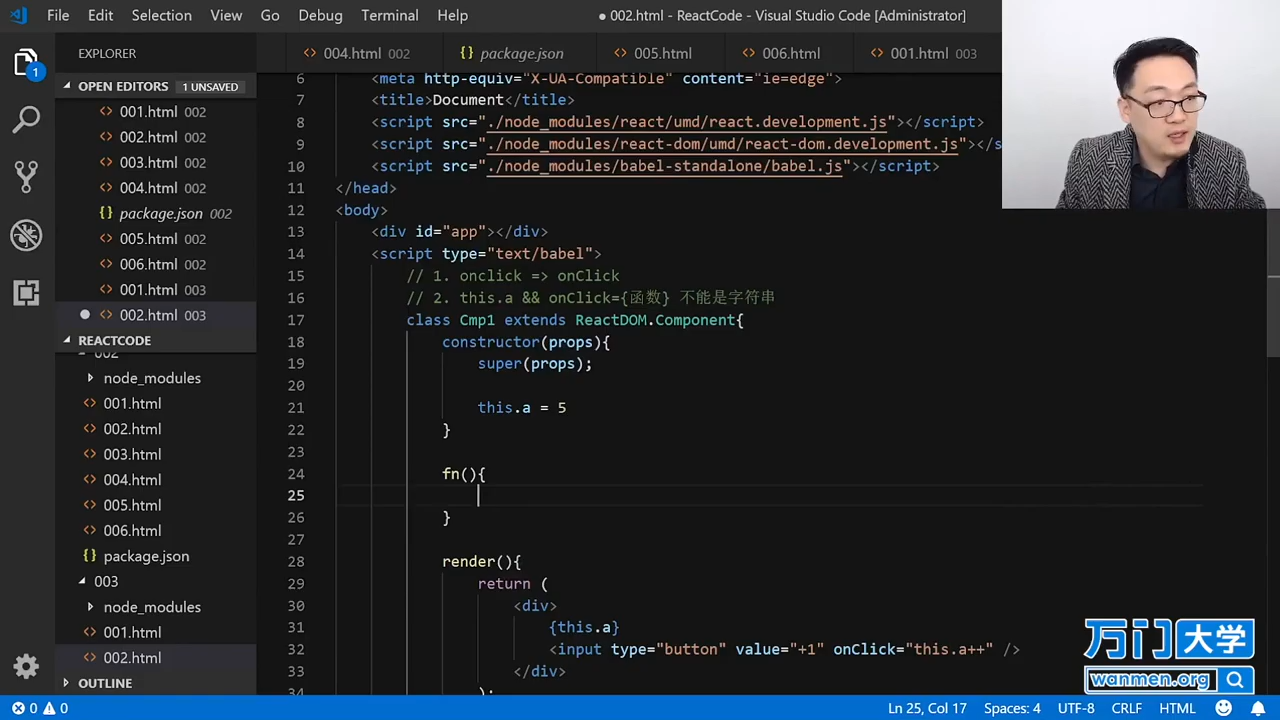 File Edit Selection View Go Debug Terminal Help
● 002.html - ReactCode - Visual Studio Code [Administrator]
EXPLORER
004.html 002
package.json
005.html
006.html
001.html 003
1
OPEN EDITORS 1 UNSAVED
001.html 002
002.html 002
003.html 002
004.html 002
package.json 002
005.html 002
006.html 002
001.html 003
002.html 003
REACTCODE
002
node_modules
001.html
002.html
003.html
004.html
005.html
006.html
package.json
003
node_modules
001.html
002.html
OUTLINE
6 <meta http-equiv="X-UA-Compatible" content="ie=edge">
7 <title>Document</title>
8 <script src="./node_modules/react/umd/react.development.js"></script>
9 <script src="./node_modules/react-dom/umd/react-dom.development.js"></s
10 <script src="./node_modules/babel-standalone/babel.js"></script>
11 </head>
12 <body>
13 <div id="app"></div>
14 <script type="text/babel">
15 // 1. onclick => onClick
16 // 2. this.a && onClick={函数} 不能是字符串
17 class Cmp1 extends ReactDOM.Component{
18 constructor(props){
19 super(props);
20
21 this.a = 5
22 }
23
24 fn(){
25
26 }
27
28 render(){
29 return (
30 <div>
31 {this.a}
32 <input type="button" value="+1" onClick="this.a++" />
33 </div>
34 );
万门大学
wanmen.org
0 0
Ln 25, Col 17 Spaces: 4 UTF-8 CRLF HTML